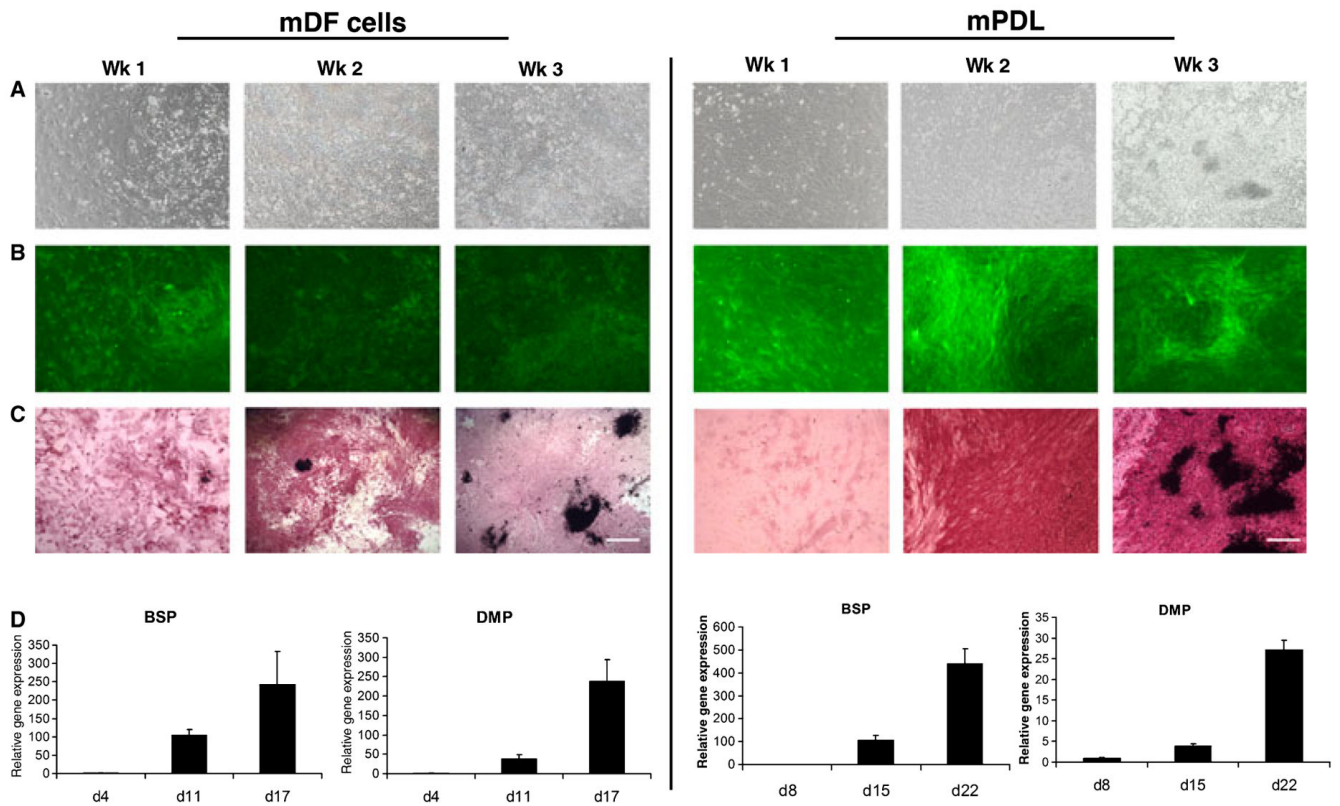 mDF cells
mPDL
Wk 1
Wk 2
Wk 3
Wk 1
Wk 2
Wk 3
A
B
C
D
BSP
Relative gene expression
350
300
250
200
150
100
50
0
d4
d11
d17
DMP
Relative gene expression
350
300
250
200
150
100
50
0
d4
d11
d17
BSP
Relative gene expression
600
500
400
300
200
100
0
d8
d15
d22
DMP
Relative gene expression
35
30
25
20
15
10
5
0
d8
d15
d22